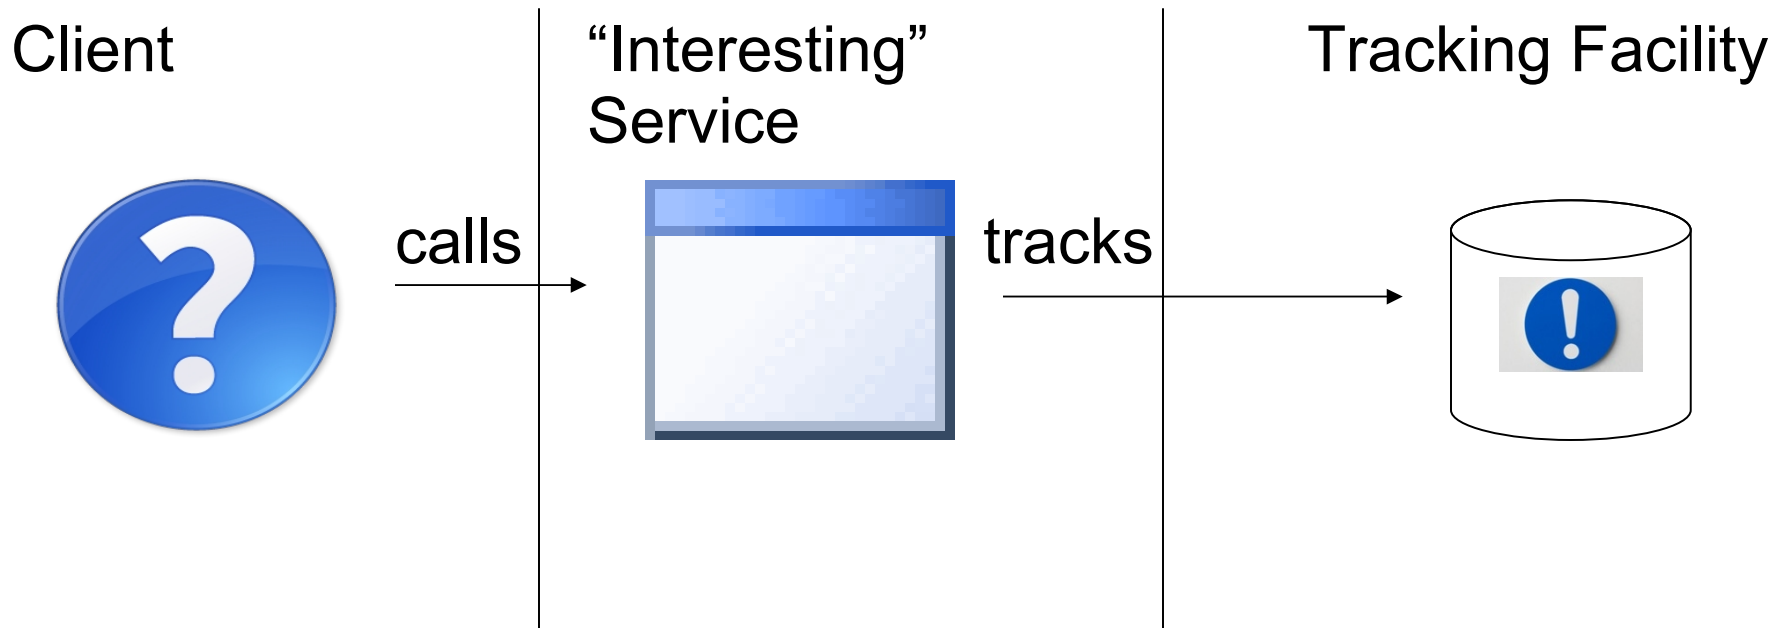 Client
“Interesting”
Service
Tracking Facility
calls
tracks